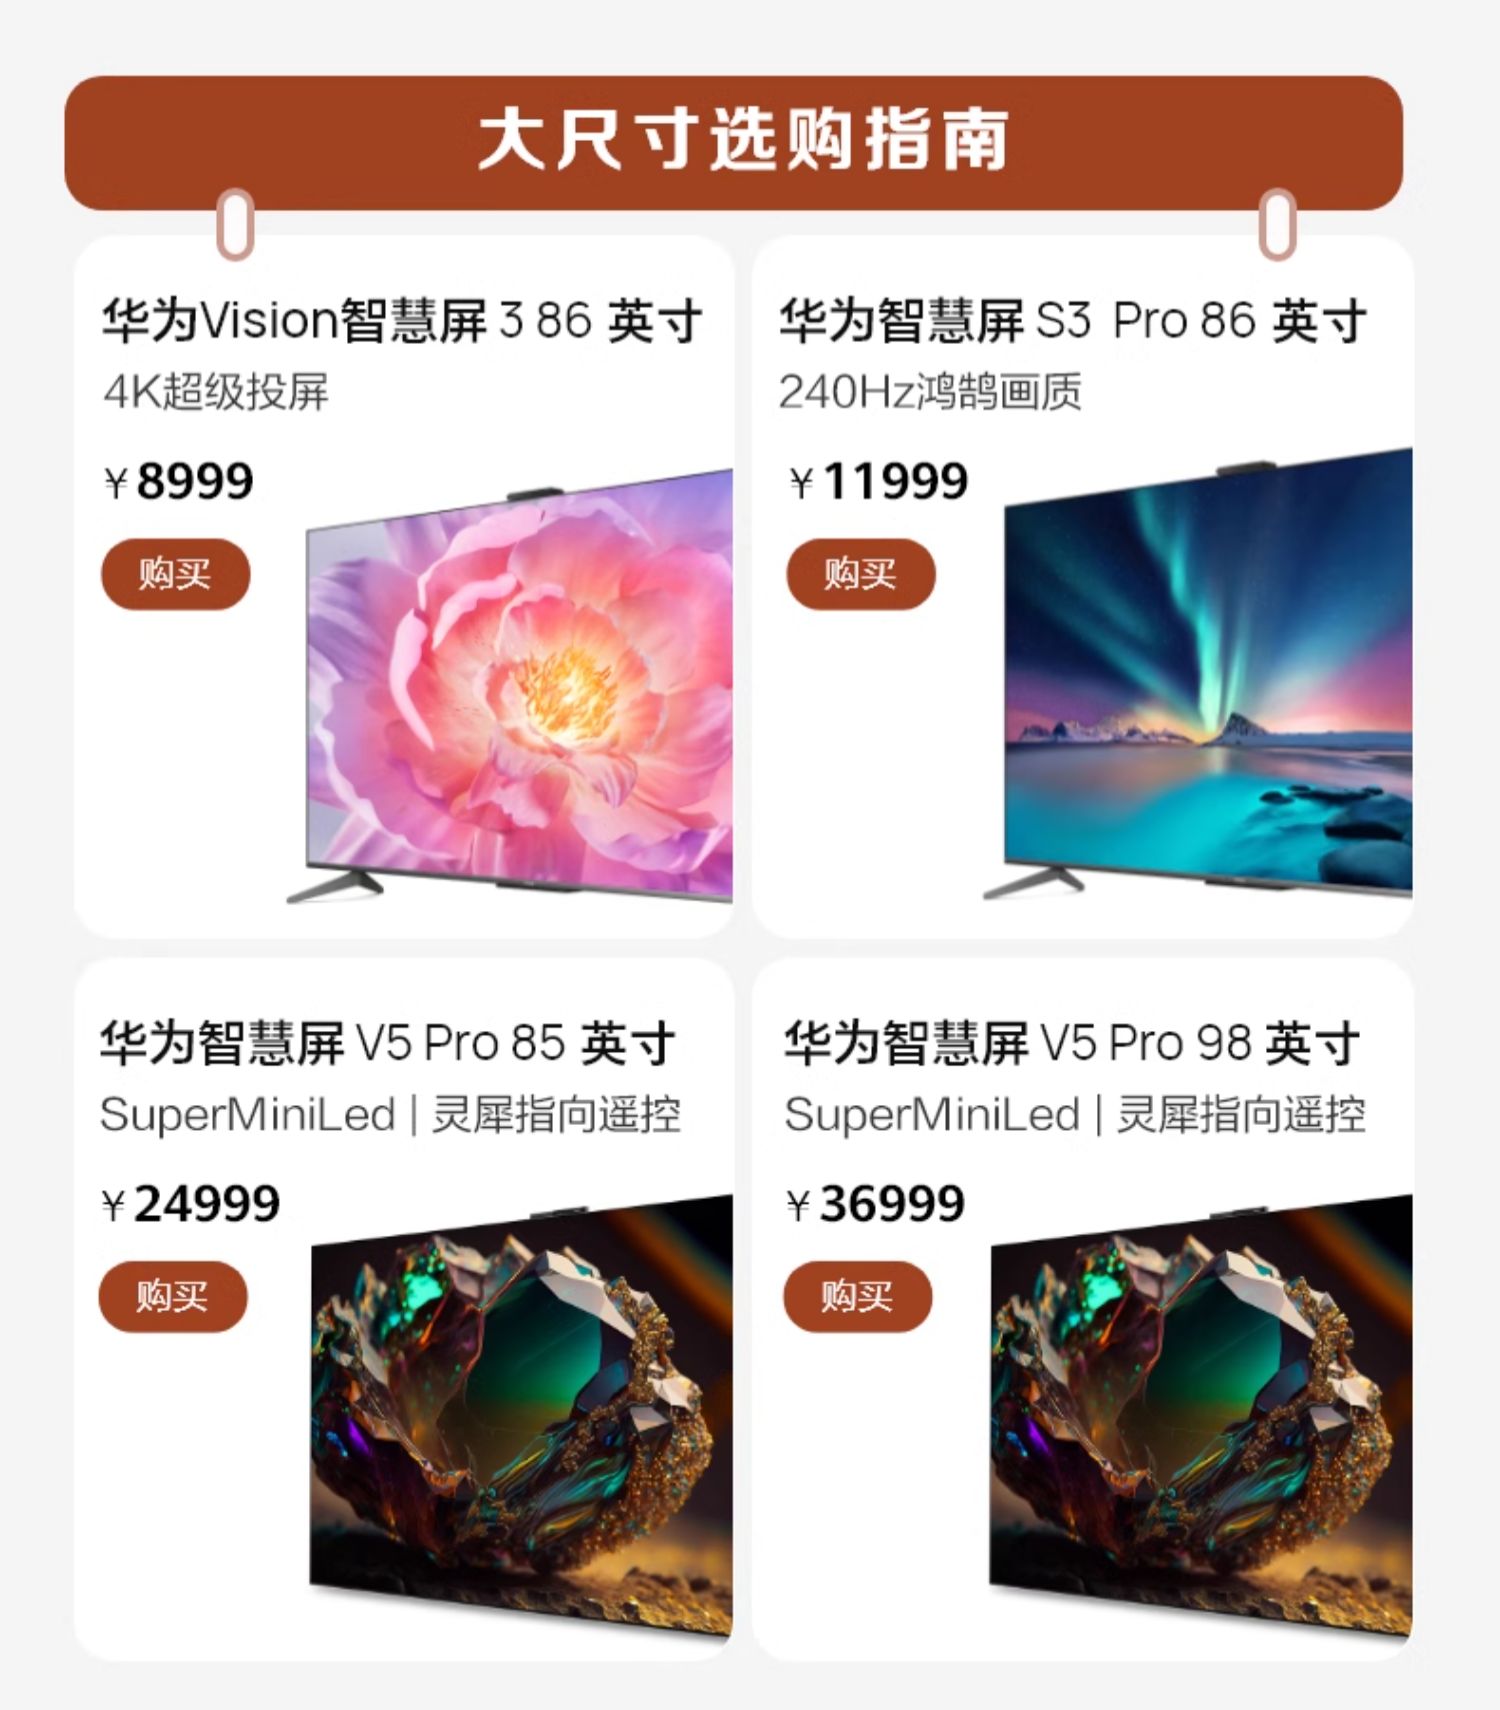 大尺寸选购指南
华为Vision智慧屏 3 86 英寸
4K超级投屏
¥8999
购买
华为智慧屏 S3 Pro 86 英寸
240Hz鸿鹄画质
¥11999
购买
华为智慧屏 V5 Pro 85 英寸
SuperMiniLed | 灵犀指向遥控
¥24999
购买
华为智慧屏 V5 Pro 98 英寸
SuperMiniLed | 灵犀指向遥控
¥36999
购买